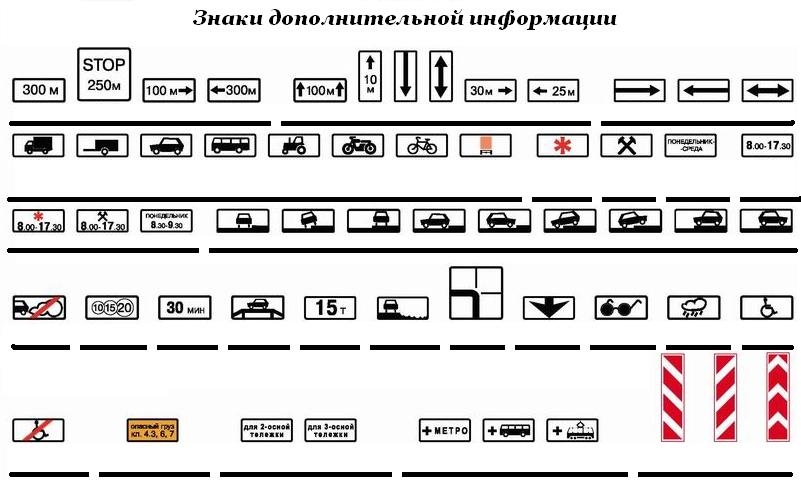 Знаки дополнительной информации
300 м
STOP
250м
100 м
300м
100м
10
м
30м
25м
ПОНЕДЕЛЬНИК-
-СРЕДА
8.00-17.30
8.00-17.30
8.00-17.30
ПОНЕДЕЛЬНИК
8.30-9.30
10 15 20
30 мин
15т
опасный груз
кл. 4.3, 6, 7
для 2-осной
тележки
для 3-осной
тележки
+ МЕТРО
+
+